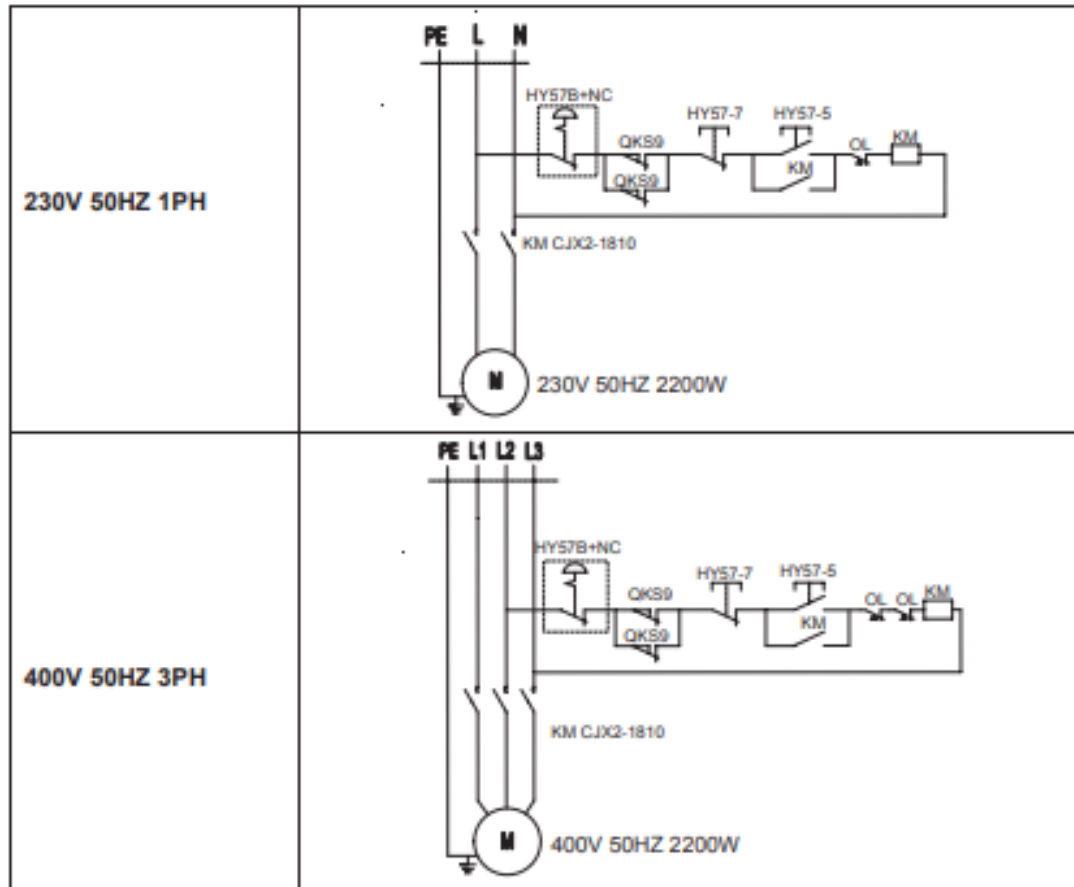 PE L N
HY57B+NC
HY57-7 HY57-5
QKS9 OL KM
QKS9 KM
230V 50HZ 1PH
KM CJX2-1810
M 230V 50HZ 2200W
PE L1 L2 L3
HY57B+NC
HY57-7 HY57-5
QKS9 OL OL KM
QKS9 KM
400V 50HZ 3PH
KM CJX2-1810
M 400V 50HZ 2200W